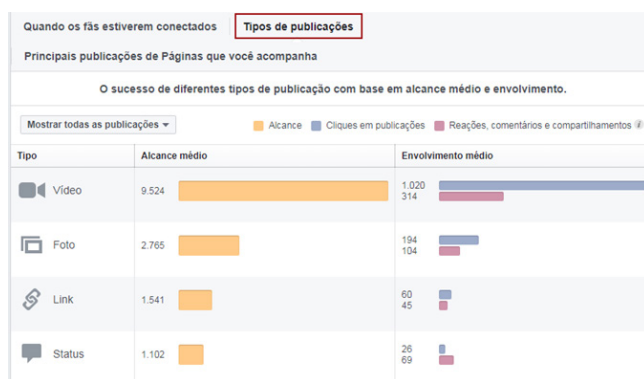 Quando os fãs estiverem conectados Tipos de publicações
Principais publicações de Páginas que você acompanha
O sucesso de diferentes tipos de publicação com base em alcance médio e envolvimento.
Mostrar todas as publicações Alcance Cliques em publicações Reações, comentários e compartilhamentos i
Tipo Alcance médio Envolvimento médio
Vídeo 9.524 1.020
314
Foto 2.765 194
104
Link 1.541 60
45
Status 1.102 26
69